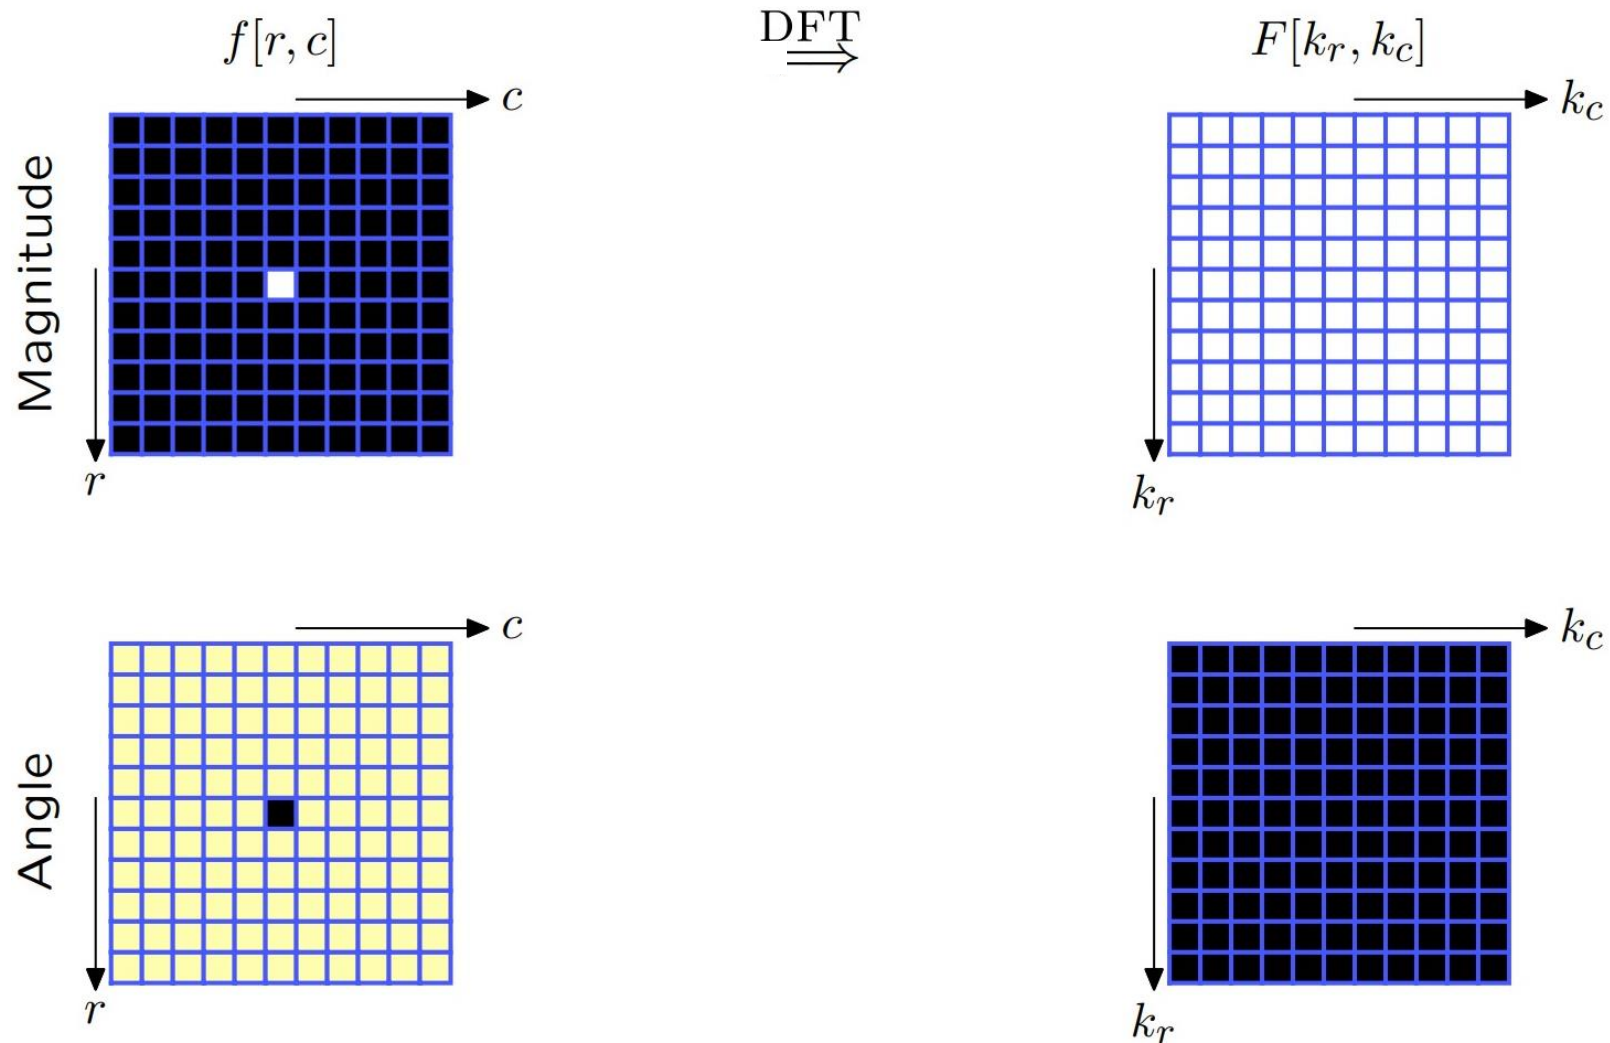 f[r, c]
DFT
⟹
F[k_r, k_c]
c
k_c
Magnitude
r
k_r
c
k_c
Angle
r
k_r